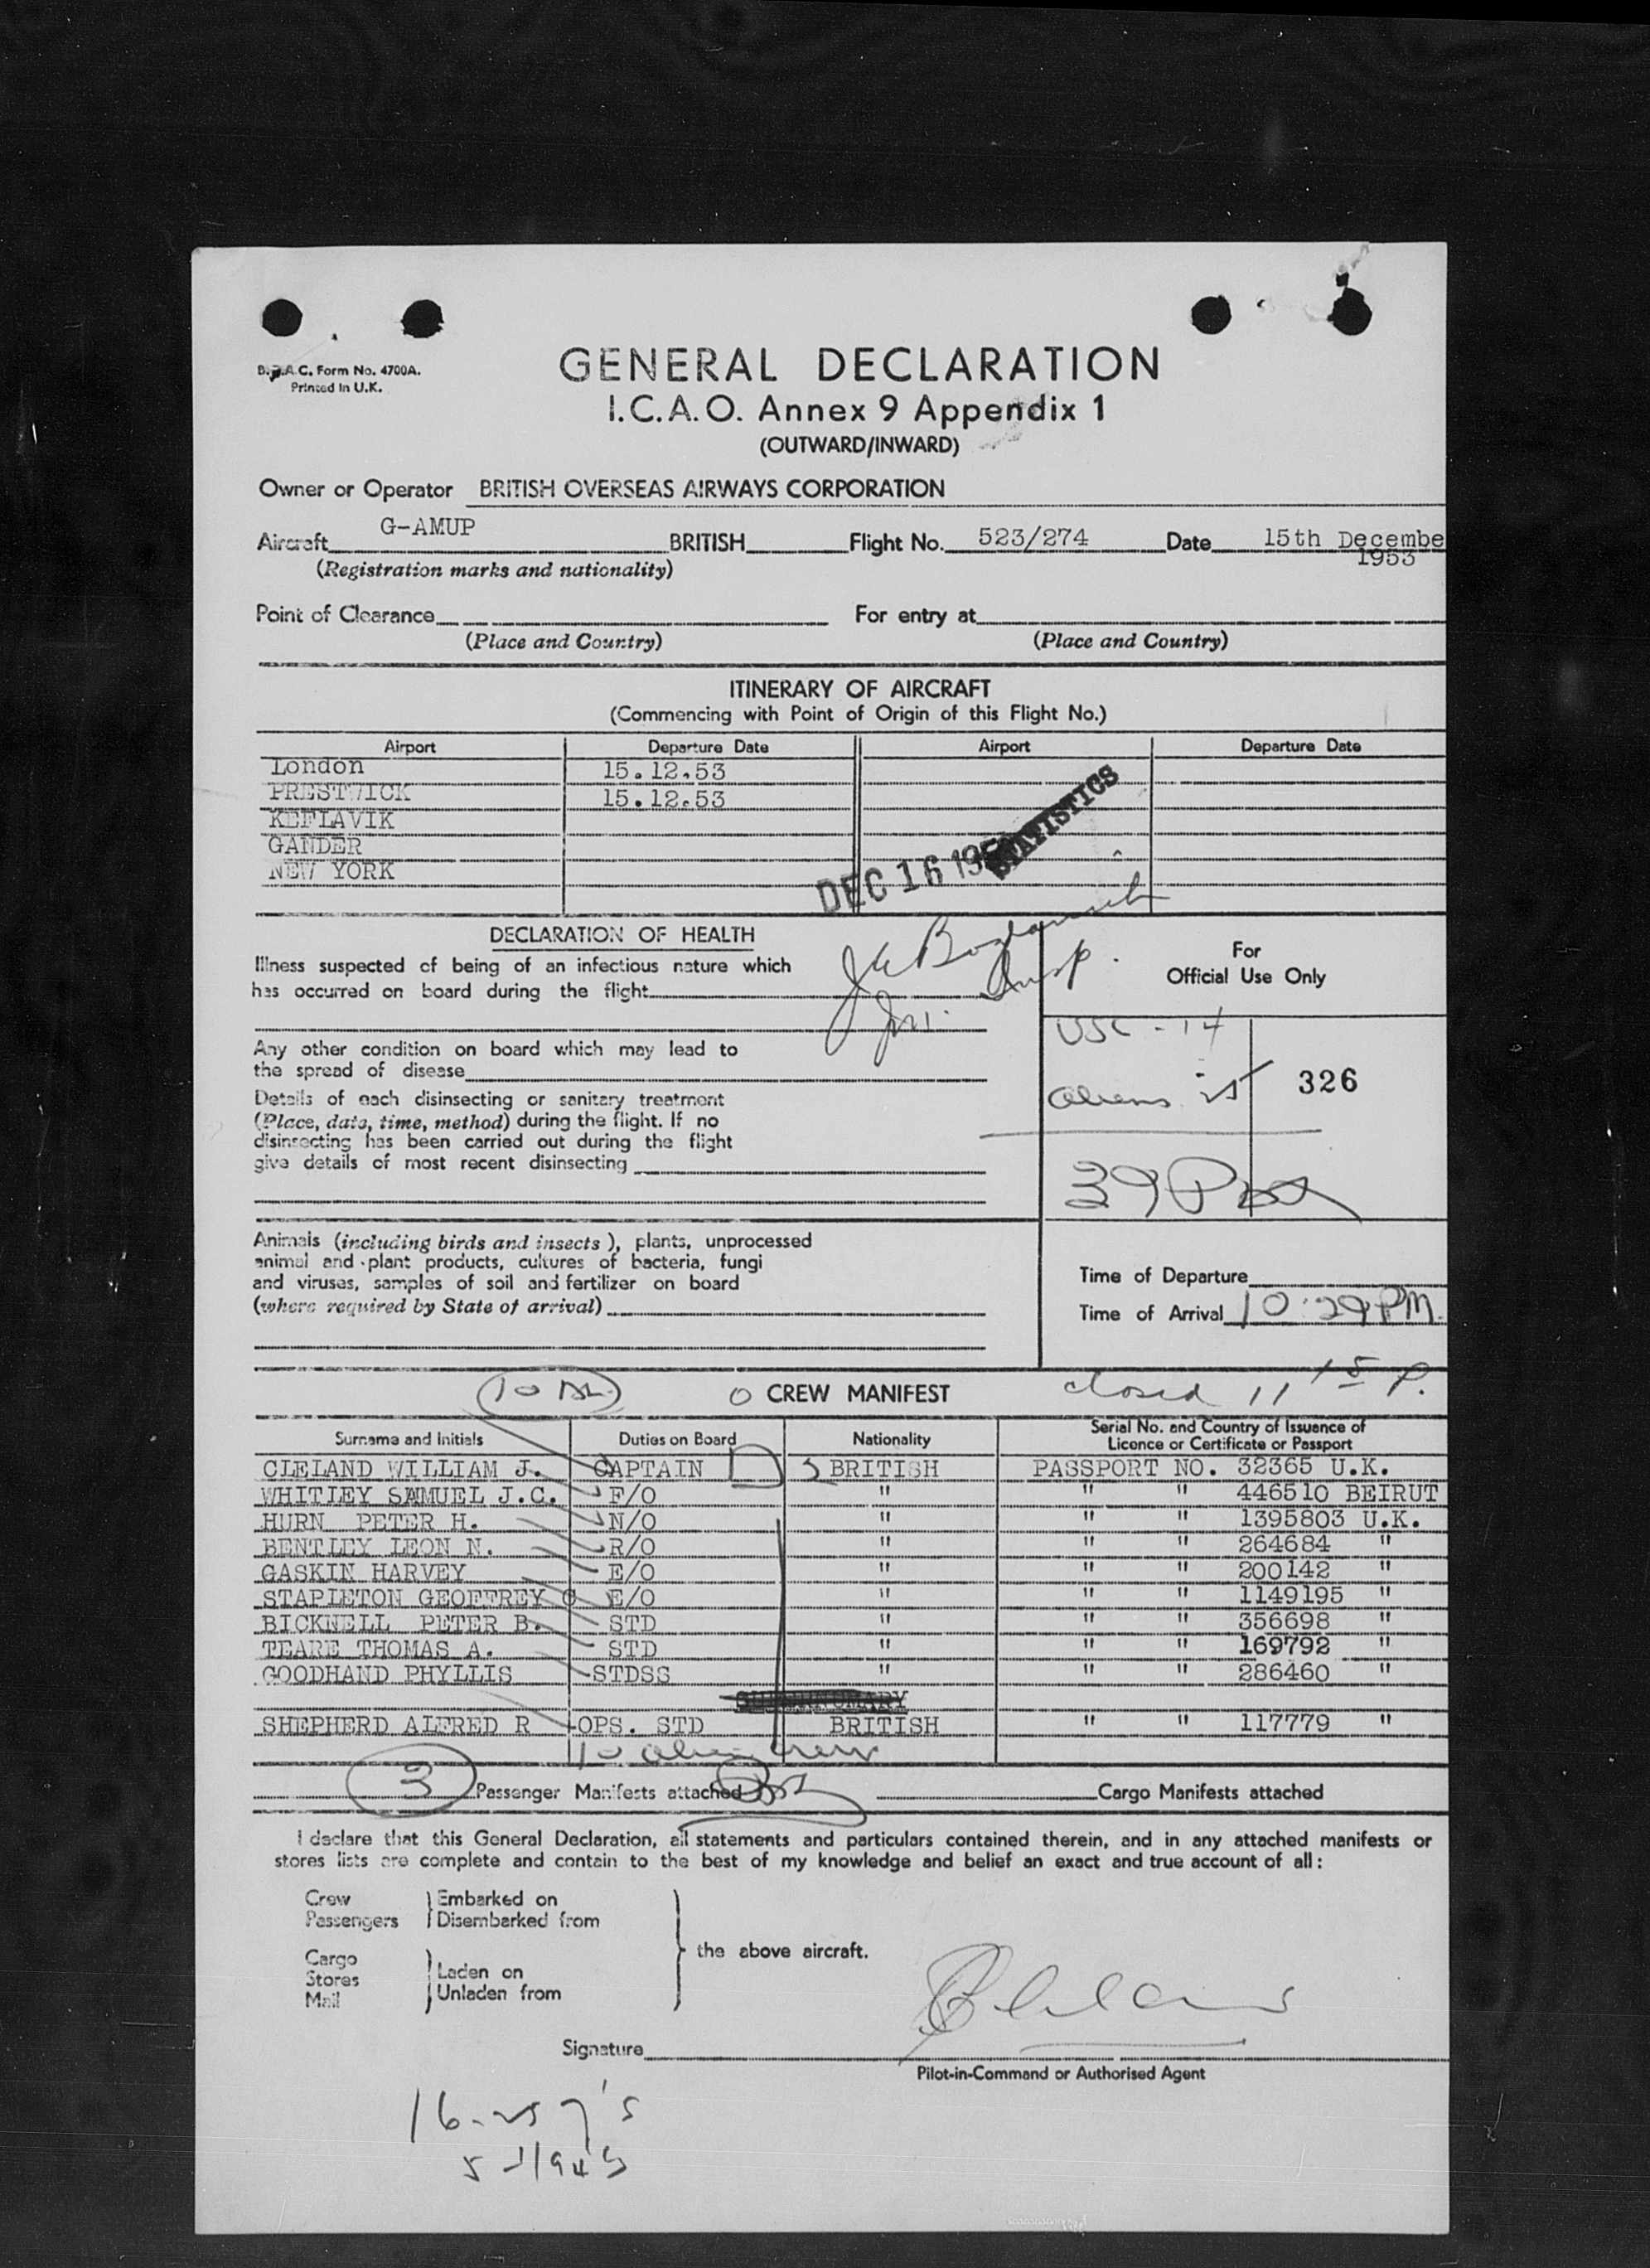 B.O.A.C. Form No. 4700A.
Printed in U.K.
GENERAL DECLARATION
I.C.A.O. Annex 9 Appendix 1
(OUTWARD/INWARD)
Owner or Operator BRITISH OVERSEAS AIRWAYS CORPORATION
Aircraft G-AMUP BRITISH Flight No. 523/274 Date 15th Decembe
1953
(Registration marks and nationality)
Point of Clearance For entry at
(Place and Country) (Place and Country)
ITINERARY OF AIRCRAFT
(Commencing with Point of Origin of this Flight No.)
Airport Departure Date Airport Departure Date
London 15.12.53
PRESTWICK 15.12.53
KEFLAVIK
GANDER
NEW YORK
STATISTICS
DEC 16 195
DECLARATION OF HEALTH
Illness suspected of being of an infectious nature which
has occurred on board during the flight
Any other condition on board which may lead to
the spread of disease
Details of each disinsecting or sanitary treatment
(Place, date, time, method) during the flight. If no
disinsecting has been carried out during the flight
give details of most recent disinsecting
Insp.
For
Official Use Only
USC - 14
aliens 25
326
39
Animals (including birds and insects), plants, unprocessed
animal and plant products, cultures of bacteria, fungi
and viruses, samples of soil and fertilizer on board
(where required by State of arrival)
Time of Departure
Time of Arrival 10:29PM.
10
O CREW MANIFEST
closed 11 15 P.
Surname and Initials Duties on Board Nationality Serial No. and Country of Issuance of Licence or Certificate or Passport
CLELAND WILLIAM J. CAPTAIN BRITISH PASSPORT NO. 32365 U.K.
WHITLEY SAMUEL J.C. F/O " " " 446510 BEIRUT
HURN PETER H. N/O " " " 1395803 U.K.
BENTLEY LEON N. R/O " " " 264684 "
GASKIN HARVEY E/O " " " 200142 "
STAPLETON GEOFFREY C E/O " " " 1149195 "
BICKNELL PETER B. STD " " " 356698 "
TEARE THOMAS A. STD " " " 169792 "
GOODHAND PHYLLIS STDSS " " " 286460 "
SHEPHERD ALFRED R OPS. STD BRITISH " " 117779 "
10 alien crew
3 Passenger Manifests attached Cargo Manifests attached
I declare that this General Declaration, all statements and particulars contained therein, and in any attached manifests or
stores lists are complete and contain to the best of my knowledge and belief an exact and true account of all:
Crew
Passengers
Embarked on
Disembarked from
Cargo
Stores
Mail
Laden on
Unladen from
the above aircraft.
Signature
Pilot-in-Command or Authorised Agent